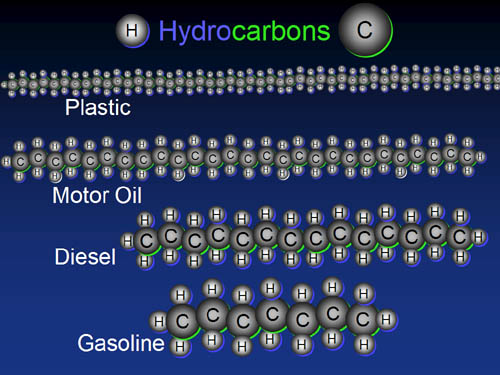 H Hydrocarbons C
Plastic
Motor Oil
Diesel
Gasoline